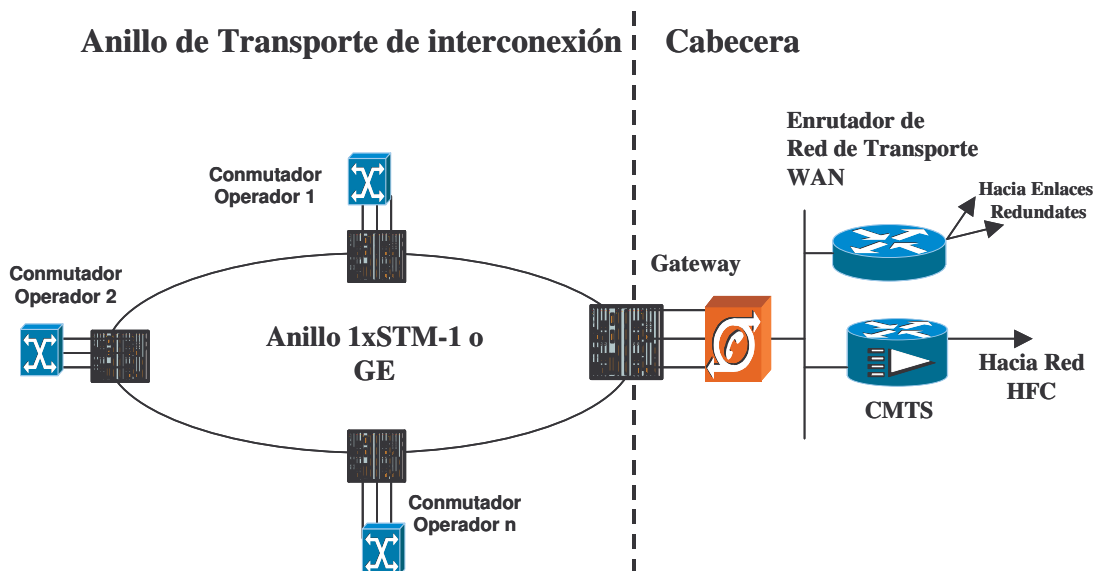 Anillo de Transporte de interconexión
Cabecera
Enrutador de
Red de Transporte
WAN
Hacia Enlaces
Redundates
Conmutador
Operador 1
Gateway
Conmutador
Operador 2
Anillo 1xSTM-1 o
GE
Hacia Red
HFC
CMTS
Conmutador
Operador n